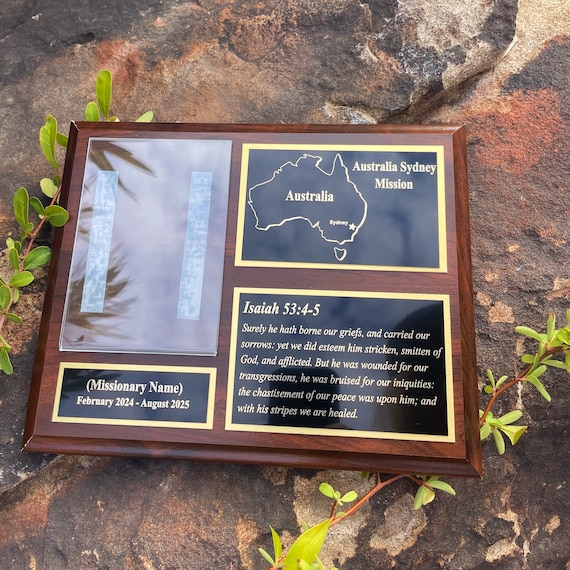 Australia Sydney
Mission
Australia
Sydney
Isaiah 53:4-5
Surely he hath borne our griefs, and carried our
sorrows: yet we did esteem him stricken, smitten of
God, and afflicted. But he was wounded for our
transgressions, he was bruised for our iniquities:
the chastisement of our peace was upon him; and
with his stripes we are healed.
(Missionary Name)
February 2024 - August 2025